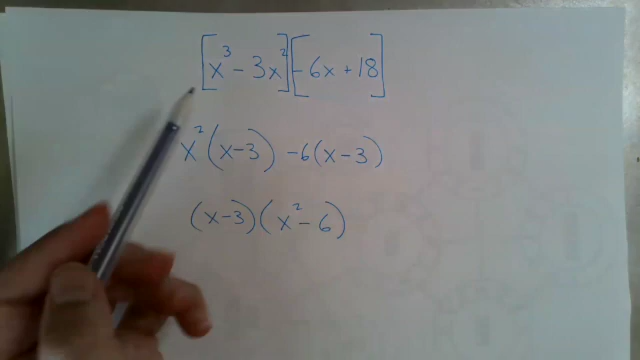 [x³ - 3x²][- 6x + 18]
x²(x-3) -6(x-3)
(x-3)(x²-6)